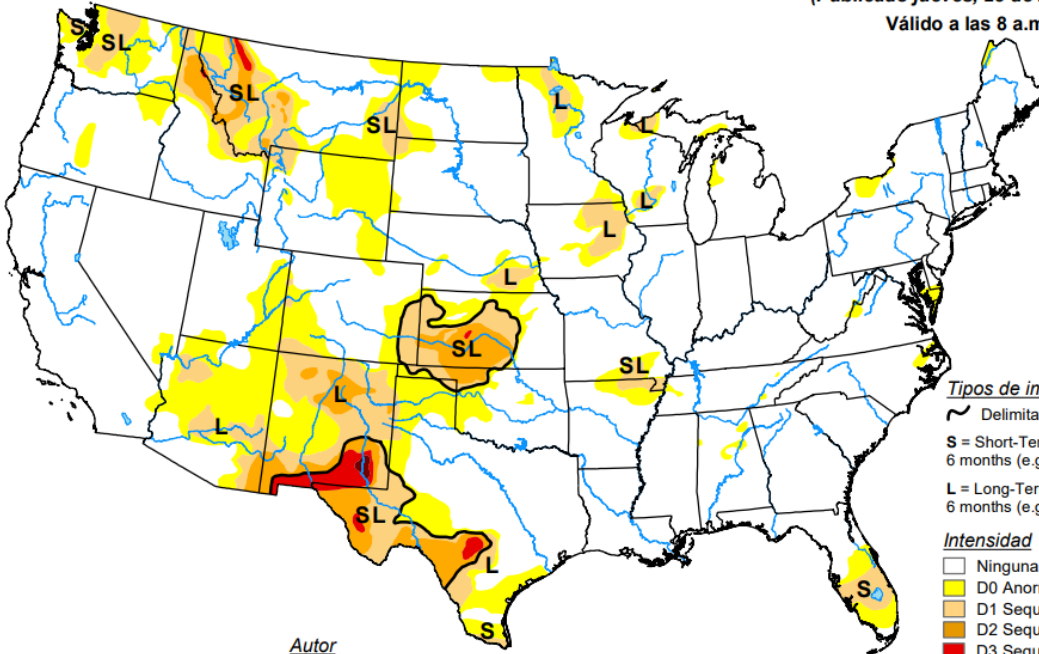 Válido a las 8 a.m
S
SL
SL
SL
L
L
L
L
L
SL
SL
L
L
SL
L
S
S
Autor
Tipos de in
Delimita
S = Short-Ter
6 months (e.g
L = Long-Ter
6 months (e.g
Intensidad
Ninguna
D0 Anor
D1 Sequ
D2 Sequ
D3 Sequ